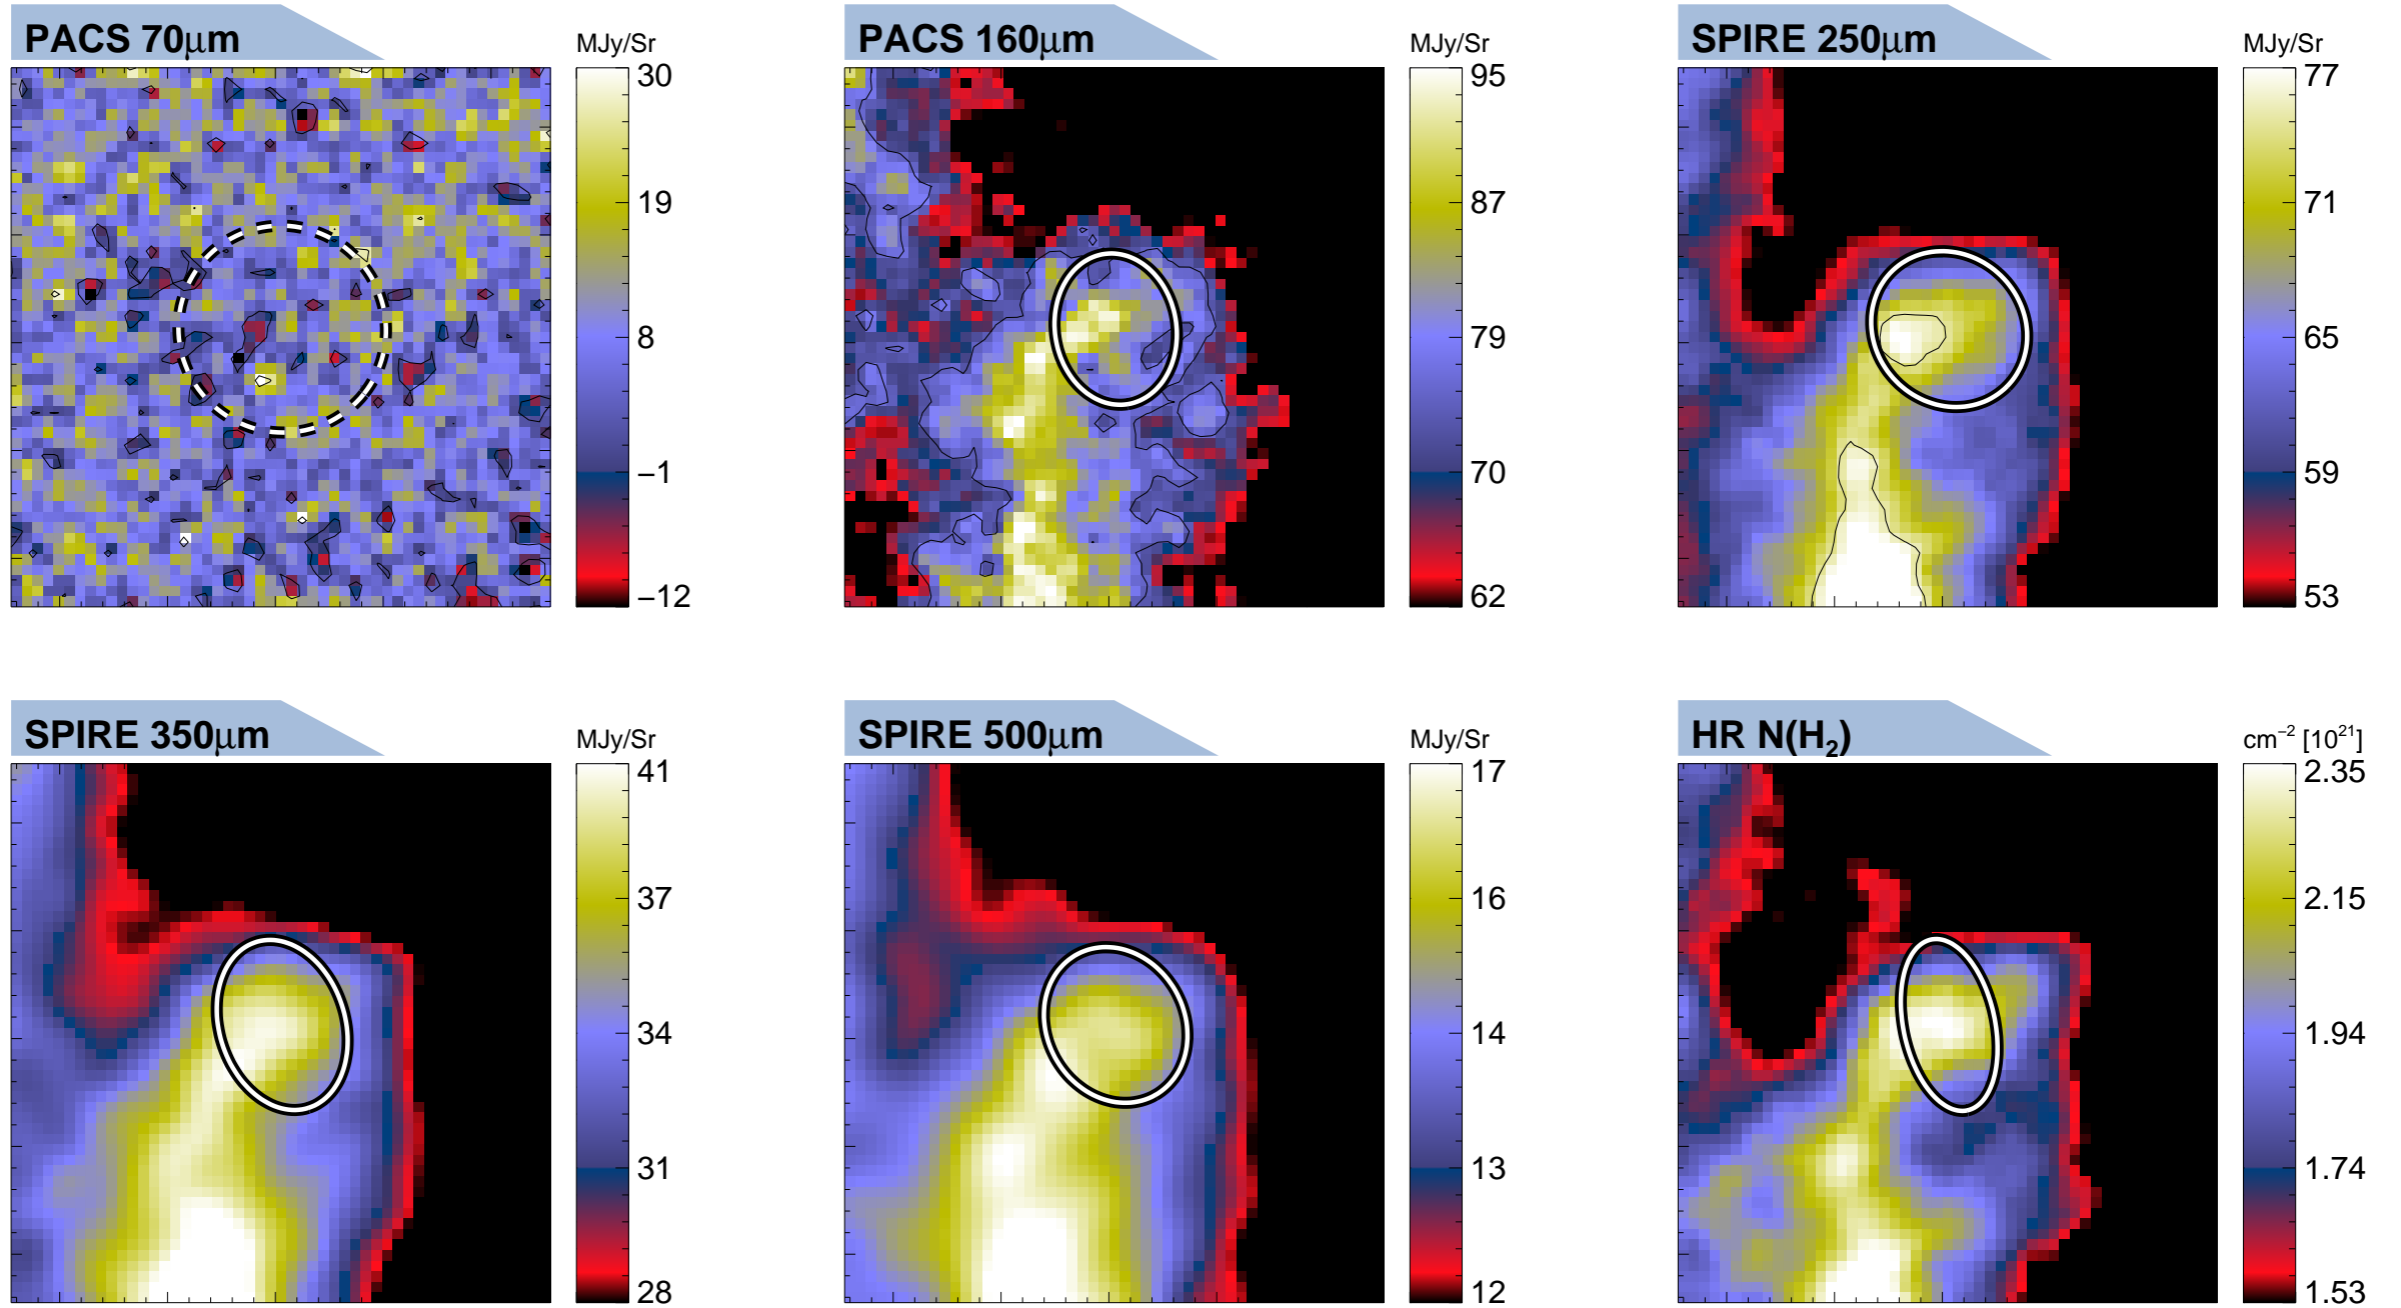 PACS 70μm
MJy/Sr
30
19
8
−1
−12
PACS 160μm
MJy/Sr
95
87
79
70
62
SPIRE 250μm
MJy/Sr
77
71
65
59
53
SPIRE 350μm
MJy/Sr
41
37
34
31
28
SPIRE 500μm
MJy/Sr
17
16
14
13
12
HR N(H₂)
cm⁻² [10²¹]
2.35
2.15
1.94
1.74
1.53